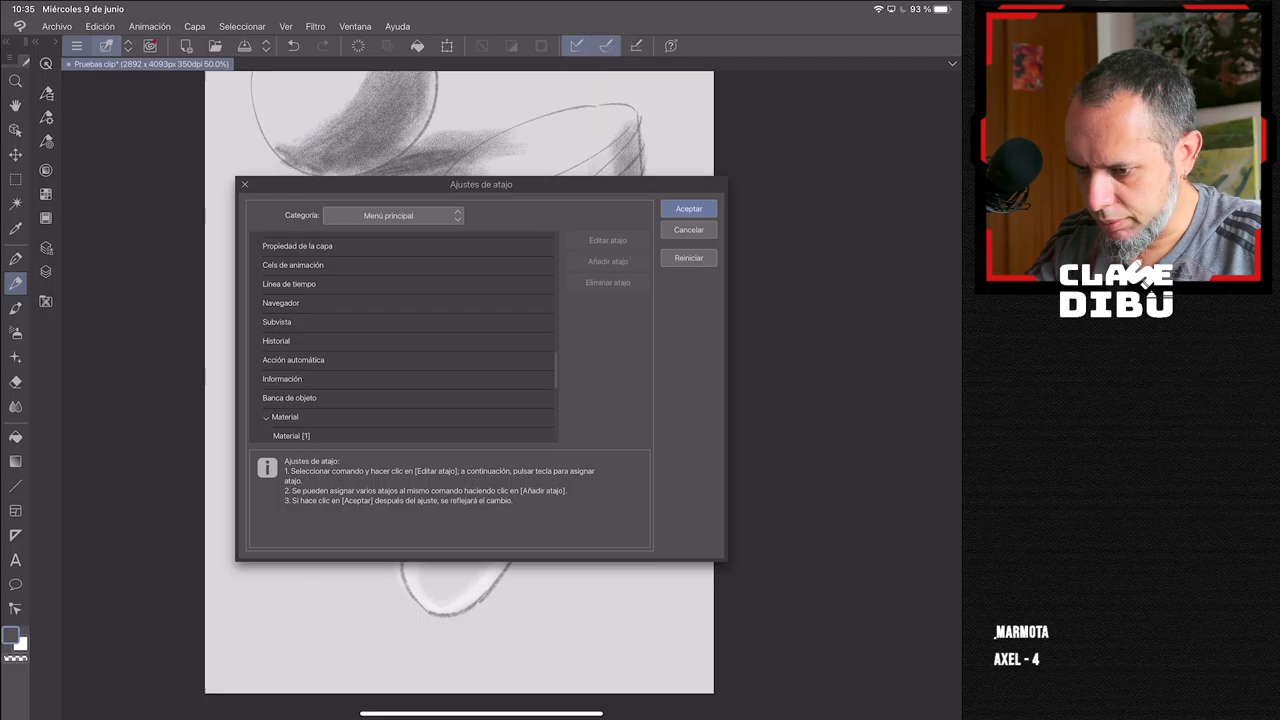 10:35 Miércoles 9 de junio
93 %
Archivo Edición Animación Capa Seleccionar Ver Filtro Ventana Ayuda
Pruebas clip* (2892 x 4093px 350dpi 50.0%)
Ajustes de atajo
Categoría: Menú principal
Aceptar
Cancelar
Reiniciar
Editar atajo
Añadir atajo
Eliminar atajo
Propiedad de la capa
Cels de animación
Línea de tiempo
Navegador
Subvista
Historial
Acción automática
Información
Banca de objeto
Material
Material [1]
Ajustes de atajo:
1. Seleccionar comando y hacer clic en [Editar atajo]; a continuación, pulsar tecla para asignar
atajo.
2. Se pueden asignar varios atajos al mismo comando haciendo clic en [Añadir atajo].
3. Si hace clic en [Aceptar] después del ajuste, se reflejará el cambio.
CLASE
DIBU
.MARMOTA
AXEL - 4